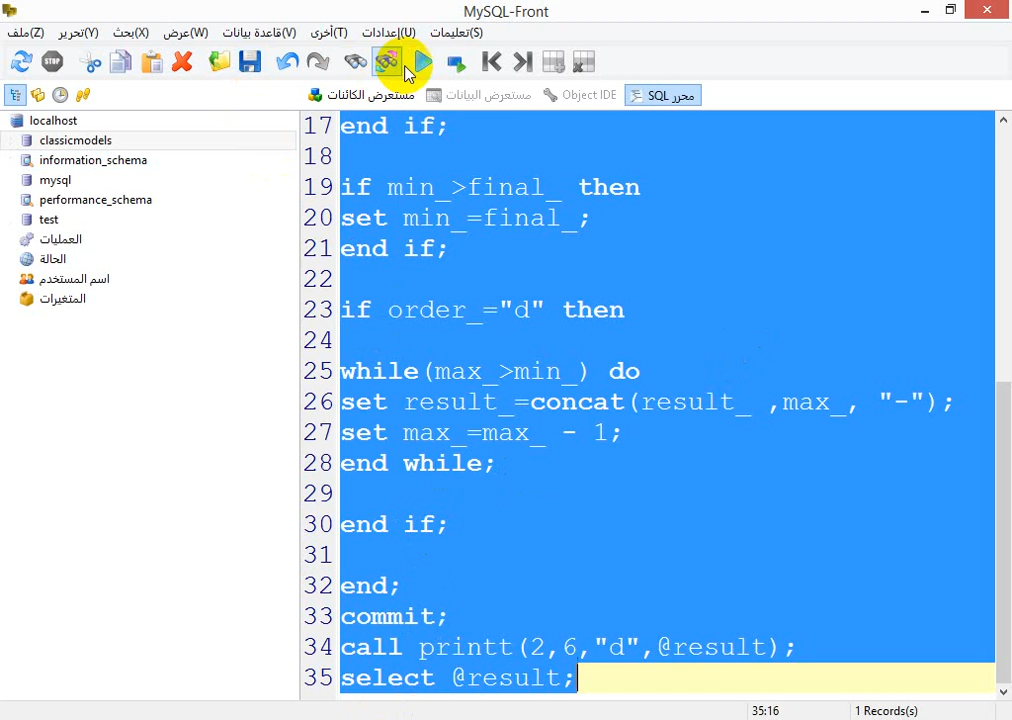 MySQL-Front
ملف(Z) تحرير(Y) بحث(X) عرض(W) قاعدة بيانات(V) أخرى(T) إعدادات(U) تعليمات(S)
STOP
مستعرض الكائنات مستعرض البيانات Object IDE محرر SQL
localhost
classicmodels
information_schema
mysql
performance_schema
test
العمليات
الحالة
اسم المستخدم
المتغيرات
17 end if;
18
19 if min_>final_ then
20 set min_=final_;
21 end if;
22
23 if order_="d" then
24
25 while(max_>min_) do
26 set result_=concat(result_ ,max_, "-");
27 set max_=max_ - 1;
28 end while;
29
30 end if;
31
32 end;
33 commit;
34 call printt(2,6,"d",@result);
35 select @result;
35:16 1 Records(s)